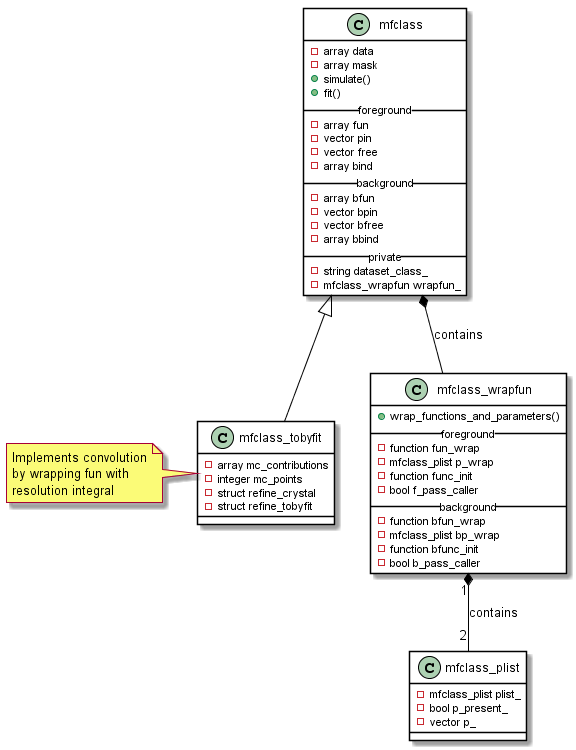 C mfclass
array data
array mask
simulate()
fit()
foreground
array fun
vector pin
vector free
array bind
background
array bfun
vector bpin
vector bfree
array bbind
private
string dataset_class_
mfclass_wrapfun wrapfun_
contains
C mfclass_wrapfun
wrap_functions_and_parameters()
foreground
function fun_wrap
mfclass_plist p_wrap
function func_init
bool f_pass_caller
background
function bfun_wrap
mfclass_plist bp_wrap
function bfunc_init
bool b_pass_caller
C mfclass_tobyfit
array mc_contributions
integer mc_points
struct refine_crystal
struct refine_tobyfit
Implements convolution
by wrapping fun with
resolution integral
1
contains
2
C mfclass_plist
mfclass_plist plist_
bool p_present_
vector p_